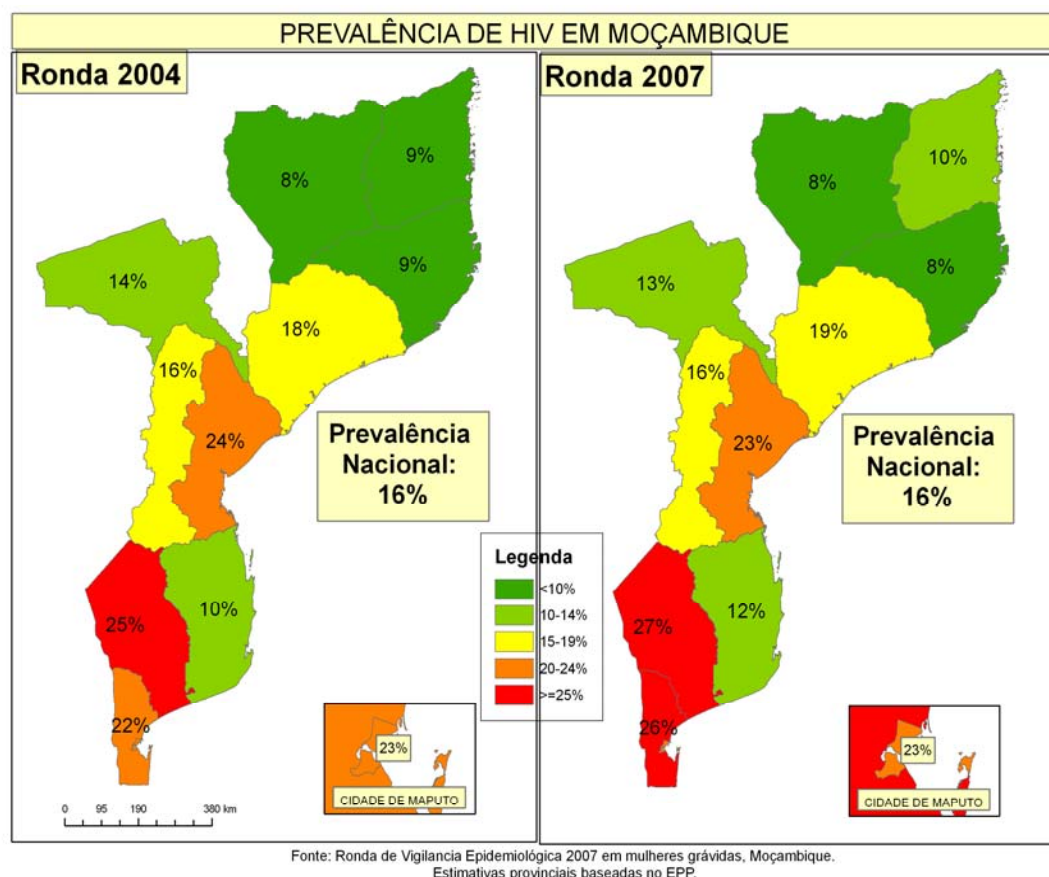 PREVALÊNCIA DE HIV EM MOÇAMBIQUE
Ronda 2004
9%
8%
9%
14%
18%
16%
24%
Prevalência
Nacional:
16%
25%
10%
22%
23%
CIDADE DE MAPUTO
0 95 190 380 km
Legenda
<10%
10-14%
15-19%
20-24%
>=25%
Ronda 2007
10%
8%
8%
13%
19%
16%
23%
Prevalência
Nacional:
16%
27%
12%
26%
23%
CIDADE DE MAPUTO
Fonte: Ronda de Vigilancia Epidemiológica 2007 em mulheres grávidas, Moçambique.
Estimativas provinciais baseadas no EPP.